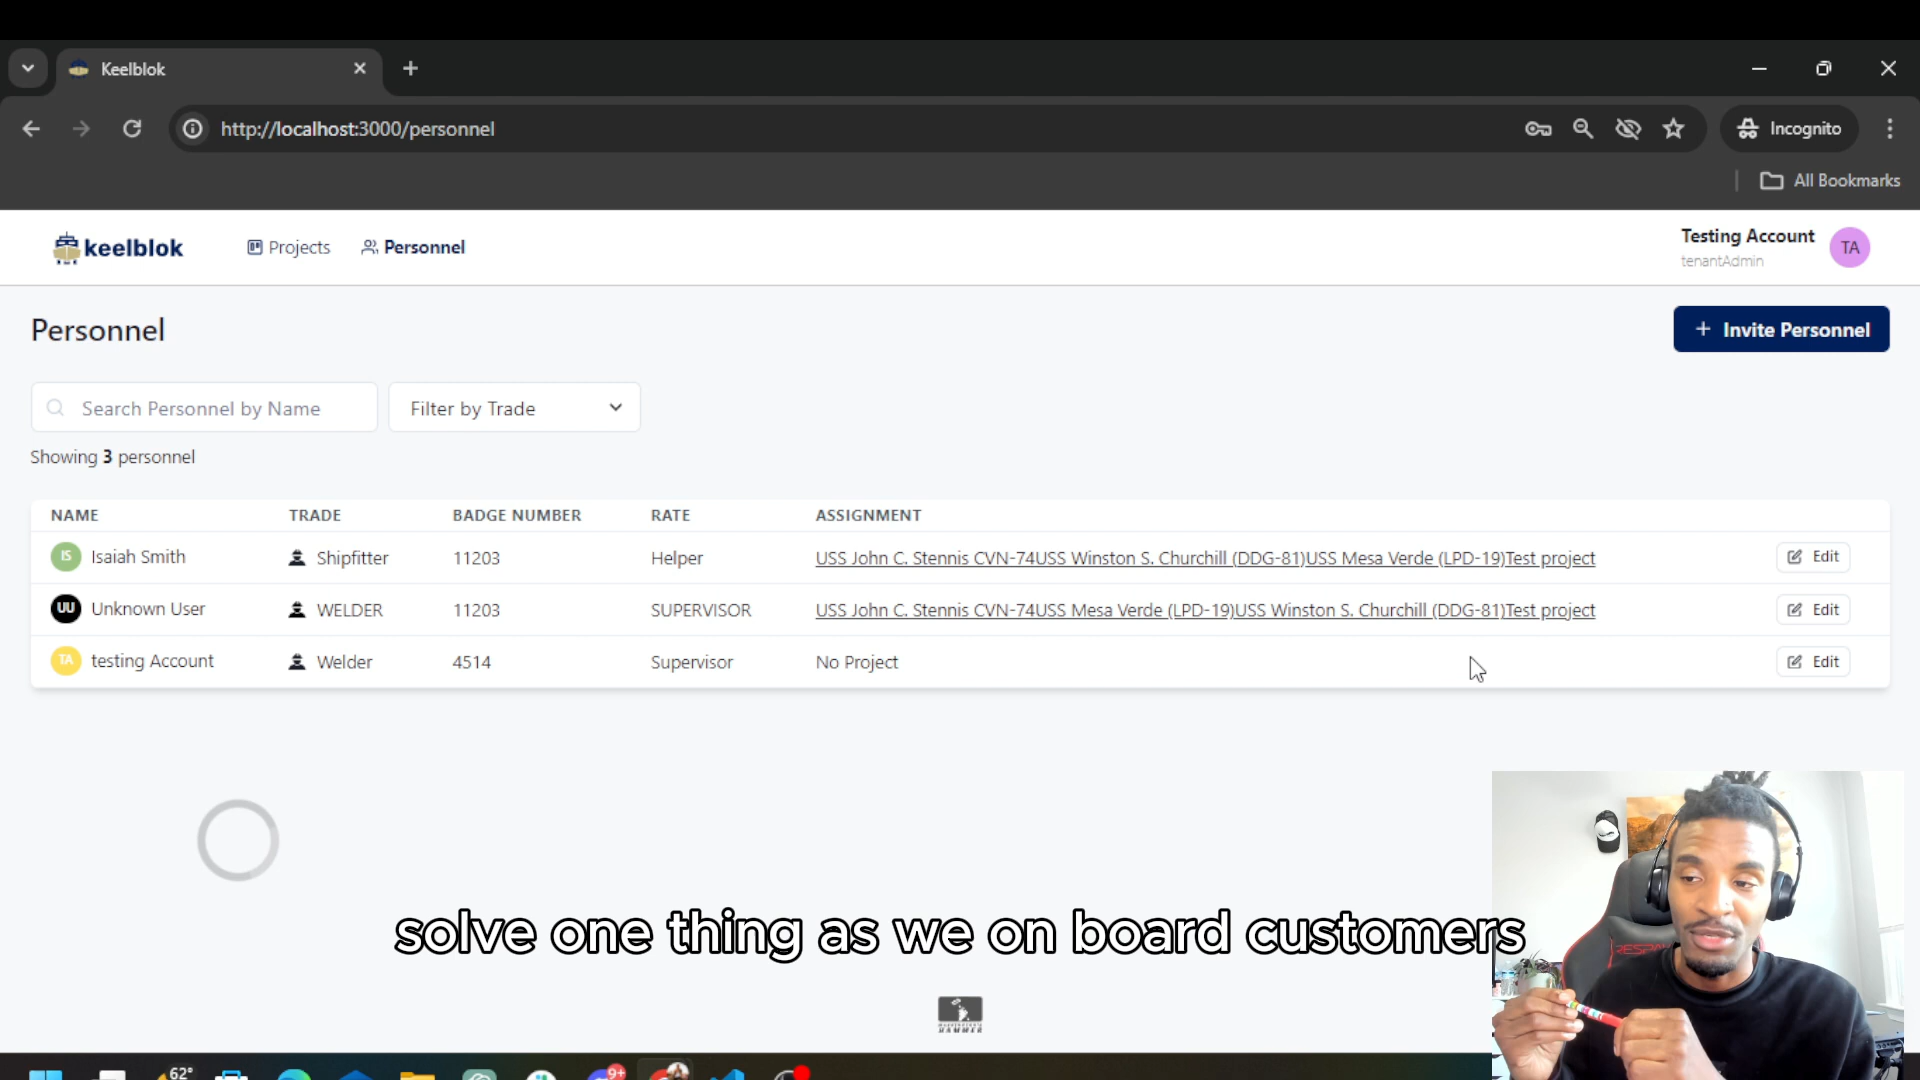 Keelblok
http://localhost:3000/personnel
Incognito
All Bookmarks
keelblok
Projects
Personnel
Testing Account
tenantAdmin
TA
Personnel
+ Invite Personnel
Search Personnel by Name
Filter by Trade
Showing 3 personnel
NAME TRADE BADGE NUMBER RATE ASSIGNMENT
IS Isaiah Smith Shipfitter 11203 Helper USS John C. Stennis CVN-74USS Winston S. Churchill (DDG-81)USS Mesa Verde (LPD-19)Test project Edit
UU Unknown User WELDER 11203 SUPERVISOR USS John C. Stennis CVN-74USS Mesa Verde (LPD-19)USS Winston S. Churchill (DDG-81)Test project Edit
TA testing Account Welder 4514 Supervisor No Project Edit
solve one thing as we on board customers
HAMMER
62°
9+